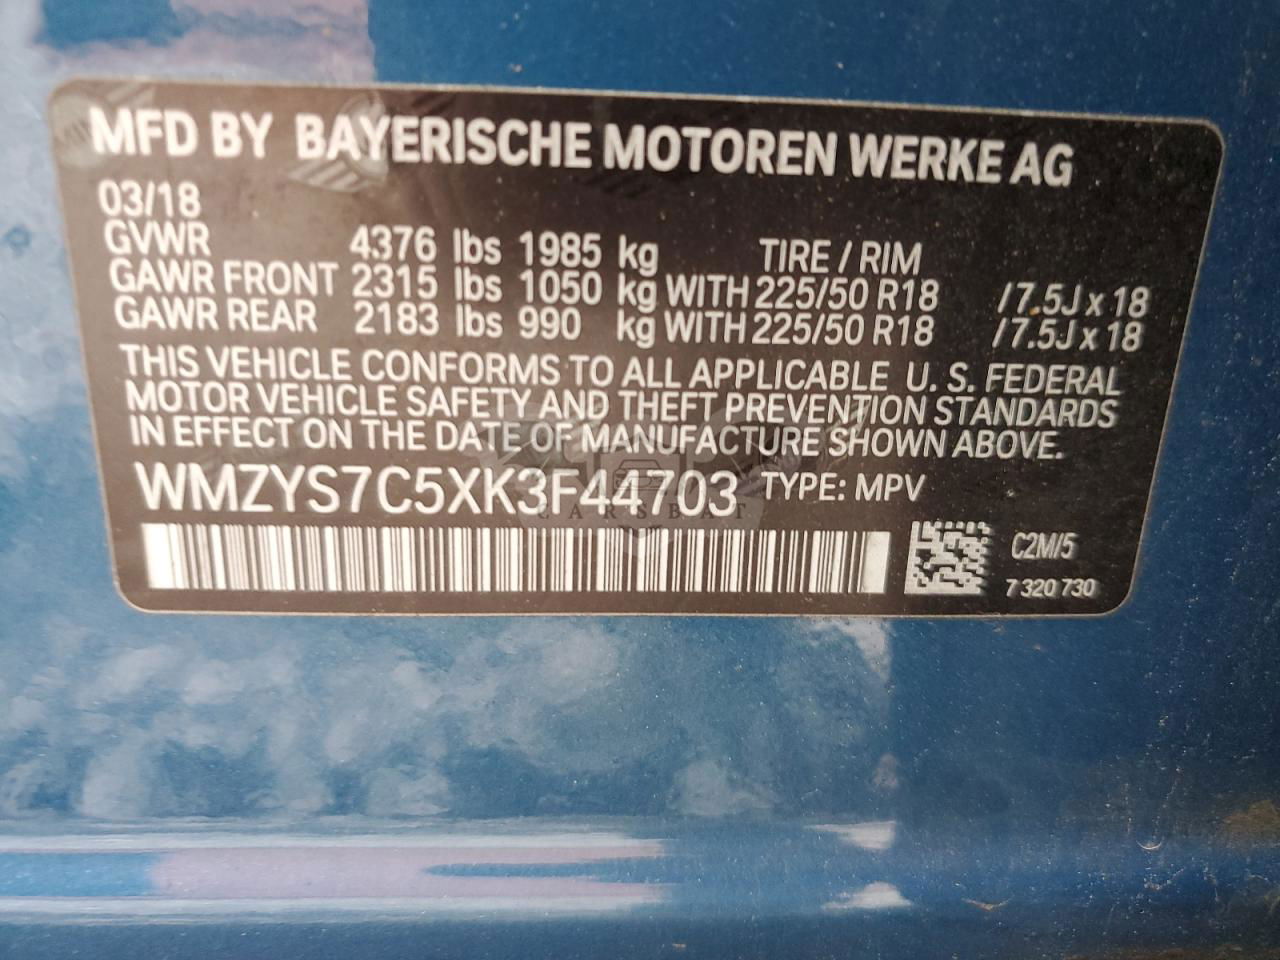 MFD BY BAYERISCHE MOTOREN WERKE AG
03/18
GVWR 4376 lbs 1985 kg TIRE / RIM
GAWR FRONT 2315 lbs 1050 kg WITH 225/50 R18 /7.5J x 18
GAWR REAR 2183 lbs 990 kg WITH 225/50 R18 /7.5J x 18
THIS VEHICLE CONFORMS TO ALL APPLICABLE U. S. FEDERAL
MOTOR VEHICLE SAFETY AND THEFT PREVENTION STANDARDS
IN EFFECT ON THE DATE OF MANUFACTURE SHOWN ABOVE.
WMZYS7C5XK3F44703 TYPE: MPV
CARSBAT
C2M/5
7 320 730